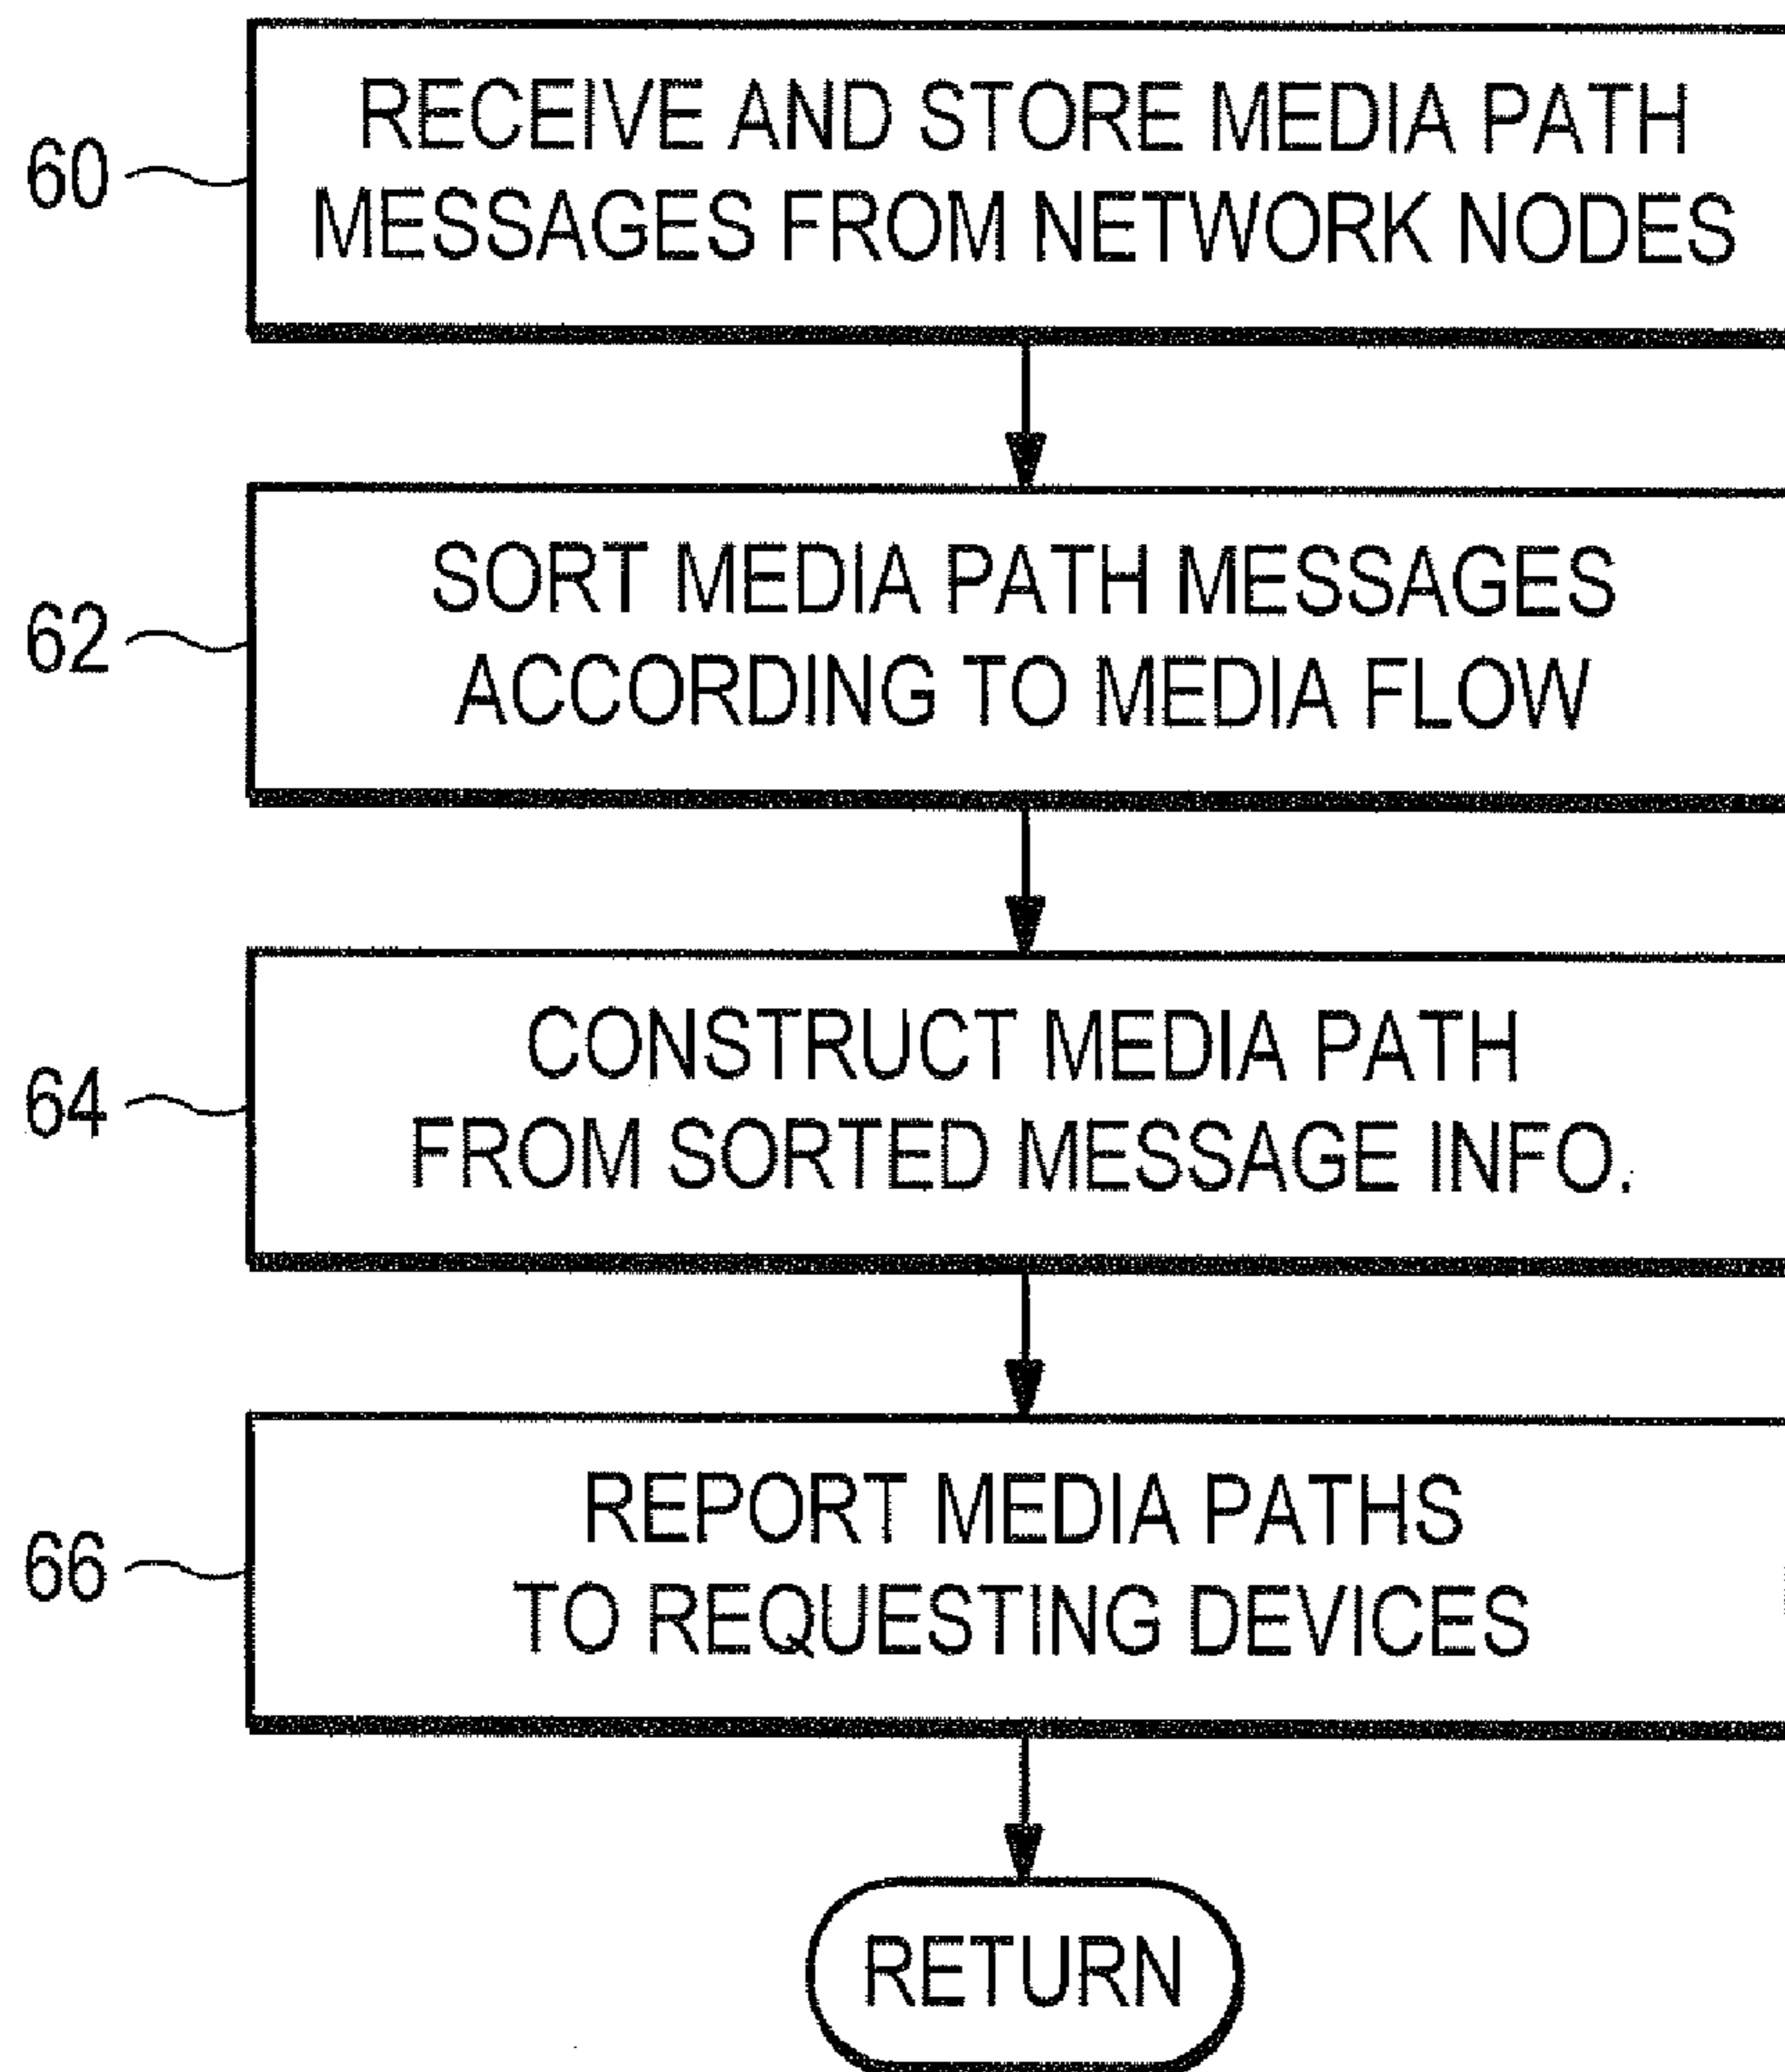 60
RECEIVE AND STORE MEDIA PATH
MESSAGES FROM NETWORK NODES
62
SORT MEDIA PATH MESSAGES
ACCORDING TO MEDIA FLOW
64
CONSTRUCT MEDIA PATH
FROM SORTED MESSAGE INFO.
66
REPORT MEDIA PATHS
TO REQUESTING DEVICES
RETURN